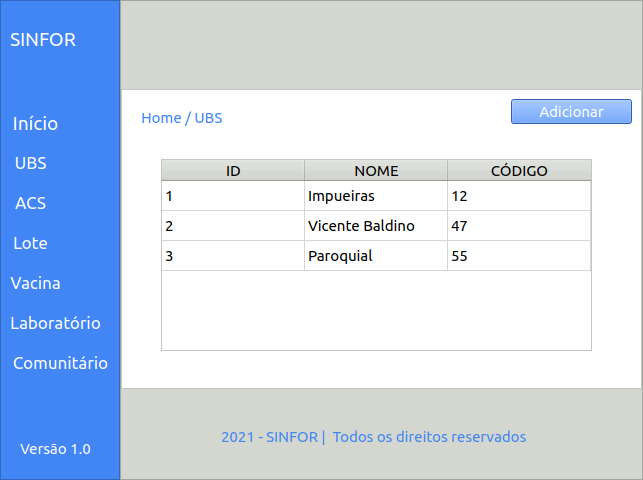 SINFOR
Início
UBS
ACS
Lote
Vacina
Laboratório
Comunitário
Versão 1.0
Home / UBS
Adicionar
ID NOME CÓDIGO
1 Impueiras 12
2 Vicente Baldino 47
3 Paroquial 55
2021 - SINFOR | Todos os direitos reservados